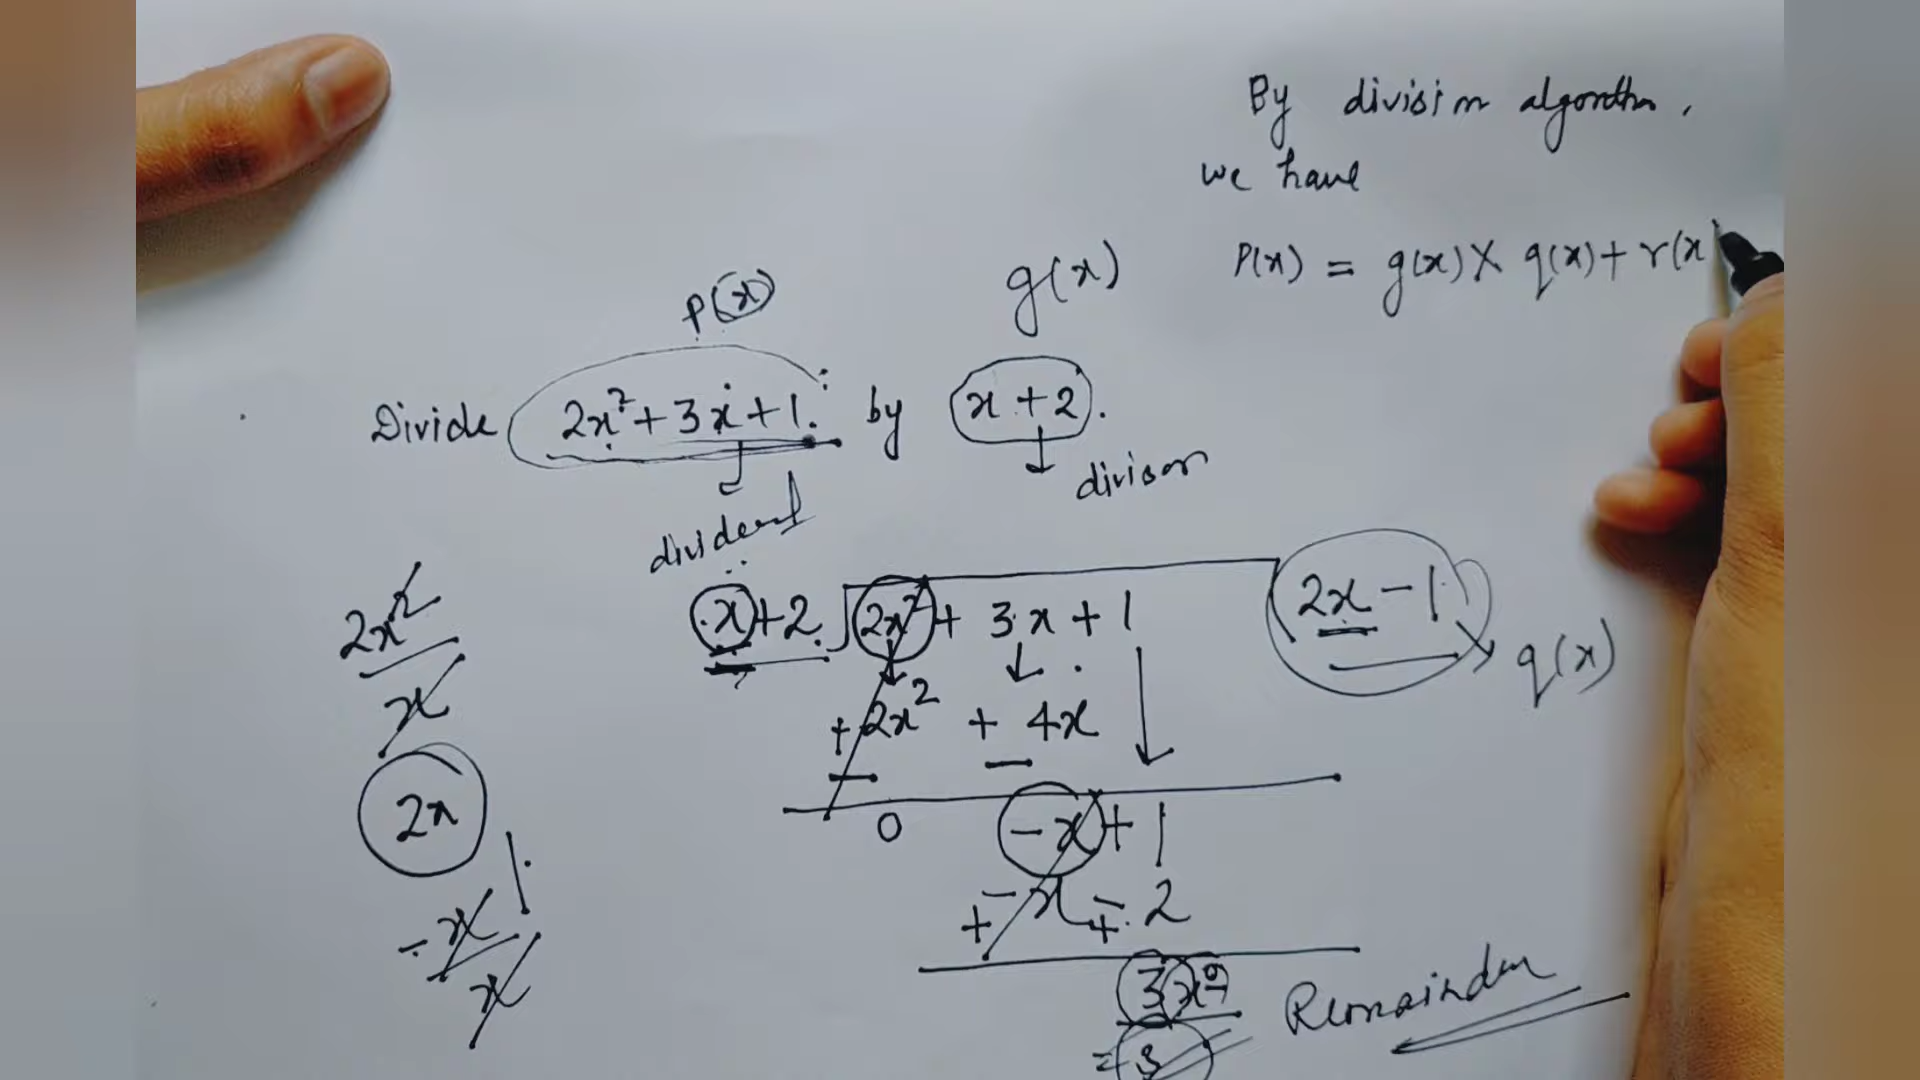 By division algorithm,
we have
P(x) = g(x) X q(x) + r(x
P(x)
g(x)
Divide 2x² + 3x + 1. by x + 2.
divisor
dividend
x + 2 2x² + 3x + 1 2x - 1
q(x)
2x²
x
+ 2x² + 4x
2x
0 - x + 1
- x - 2
+ +
- x
x
3x⁰ Remainder
= 3